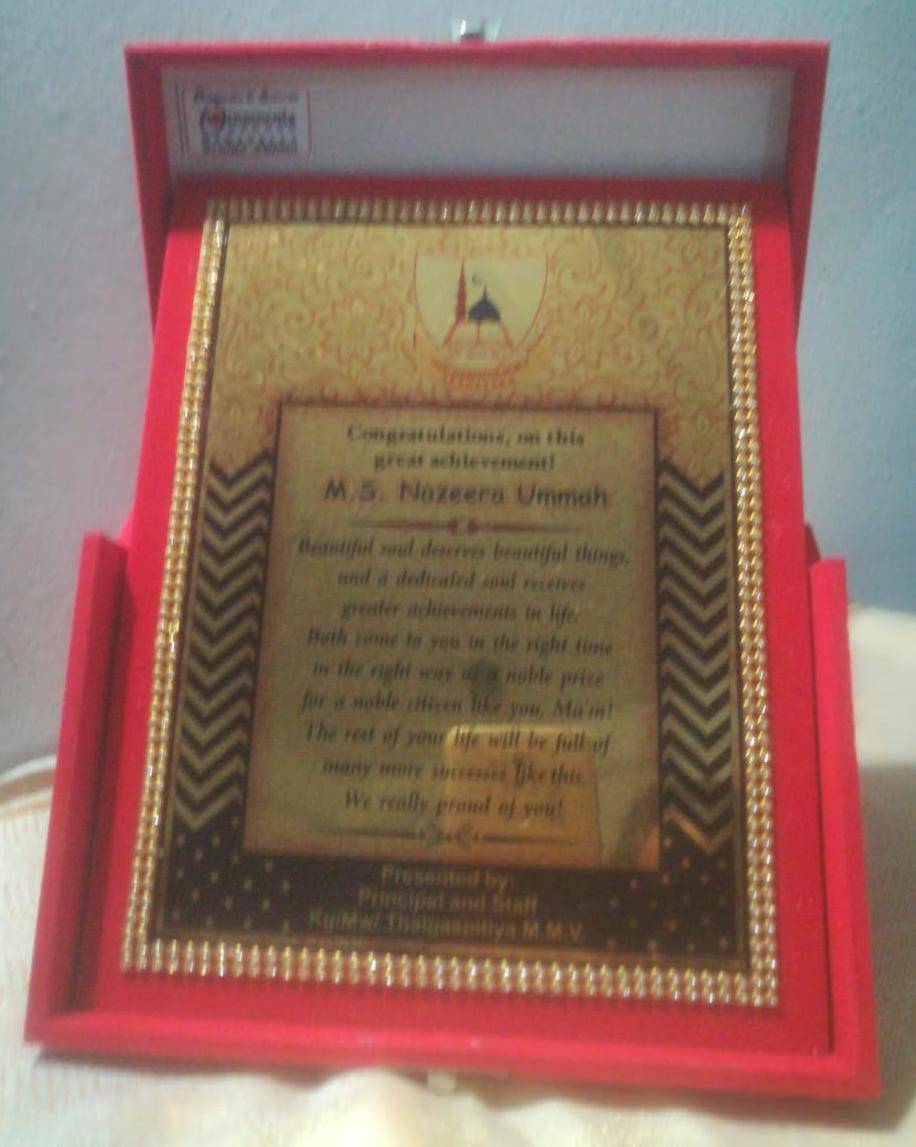 Congratulations, on this
great achievement!
M.S. Nazeera Ummah
Beautiful soul deserves beautiful things,
and a dedicated soul receives
greater achievements in life.
Both come to you in the right time
in the right way as a noble prize
for a noble citizen like you, Ma'm!
The rest of your life will be full of
many more successes like this.
We really proud of you!
Presented by:
Principal and Staff
Kg/Mw/ Thalgaspitiya M.M.V.